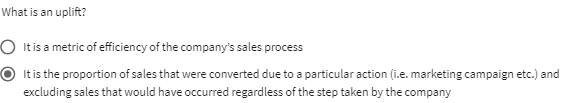 What is an uplift?
It is a metric of efficiency of the company's sales process
It is the proportion of sales that were converted due to a particular action (i.e. marketing campaign etc.) and
excluding sales that would have occurred regardless of the step taken by the company